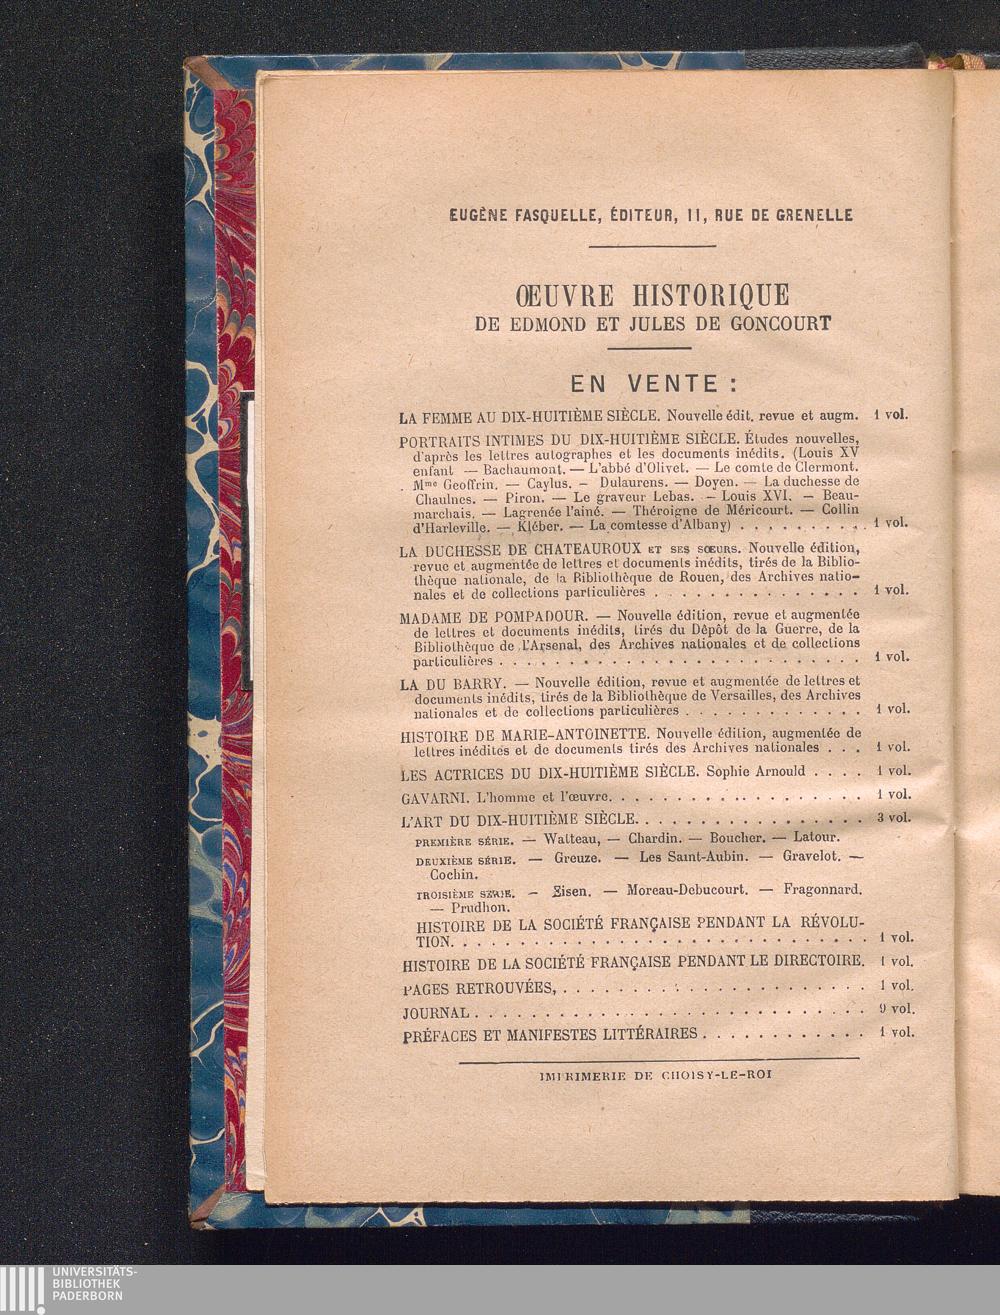 EUGÈNE FASQUELLE, ÉDITEUR, 11, RUE DE GRENELLE
ŒUVRE HISTORIQUE
DE EDMOND ET JULES DE GONCOURT
EN VENTE :
LA FEMME AU DIX-HUITIÈME SIÈCLE. Nouvelle édit. revue et augm. 1 vol.
PORTRAITS INTIMES DU DIX-HUITIÈME SIÈCLE. Études nouvelles,
d'après les lettres autographes et les documents inédits. (Louis XV
enfant — Bachaumont. — L'abbé d'Olivet. — Le comte de Clermont.
Mme Geoffrin. — Caylus. — Dulaurens. — Doyen. — La duchesse de
Chaulnes. — Piron. — Le graveur Lebas. — Louis XVI. — Beau-
marchais. — Lagrenée l'ainé. — Théroigne de Méricourt. — Collin
d'Harleville. — Kléber. — La comtesse d'Albany) . . . . . . . . . 1 vol.
LA DUCHESSE DE CHATEAUROUX ET SES SŒURS. Nouvelle édition,
revue et augmentée de lettres et documents inédits, tirés de la Biblio-
thèque nationale, de la Bibliothèque de Rouen, des Archives natio-
nales et de collections particulières . . . . . . . . . . . . . . . 1 vol.
MADAME DE POMPADOUR. — Nouvelle édition, revue et augmentée
de lettres et documents inédits, tirés du Dépôt de la Guerre, de la
Bibliothèque de L'Arsenal, des Archives nationales et de collections
particulières . . . . . . . . . . . . . . . . . . . . . . . . . . 1 vol.
LA DU BARRY. — Nouvelle édition, revue et augmentée de lettres et
documents inédits, tirés de la Bibliothèque de Versailles, des Archives
nationales et de collections particulières . . . . . . . . . . . . . 1 vol.
HISTOIRE DE MARIE-ANTOINETTE. Nouvelle édition, augmentée de
lettres inédites et de documents tirés des Archives nationales . . . 1 vol.
LES ACTRICES DU DIX-HUITIÈME SIÈCLE. Sophie Arnould . . . . 1 vol.
GAVARNI. L'homme et l'œuvre. . . . . . . . . . . . . . . . . . . 1 vol.
L'ART DU DIX-HUITIÈME SIÈCLE. . . . . . . . . . . . . . . . . 3 vol.
PREMIÈRE SÉRIE. — Watteau, — Chardin. — Boucher. — Latour.
DEUXIÈME SÉRIE. — Greuze. — Les Saint-Aubin. — Gravelot. —
Cochin.
TROISIÈME SÉRIE. — Eisen. — Moreau-Debucourt. — Fragonnard.
— Prudhon.
HISTOIRE DE LA SOCIÉTÉ FRANÇAISE PENDANT LA RÉVOLU-
TION. . . . . . . . . . . . . . . . . . . . . . . . . . . . . . 1 vol.
HISTOIRE DE LA SOCIÉTÉ FRANÇAISE PENDANT LE DIRECTOIRE. 1 vol.
PAGES RETROUVÉES, . . . . . . . . . . . . . . . . . . . . . . 1 vol.
JOURNAL . . . . . . . . . . . . . . . . . . . . . . . . . . . . 9 vol.
PRÉFACES ET MANIFESTES LITTÉRAIRES . . . . . . . . . . . . 1 vol.
IMPRIMERIE DE CHOISY-LE-ROI
UNIVERSITÄTS-
BIBLIOTHEK
PADERBORN